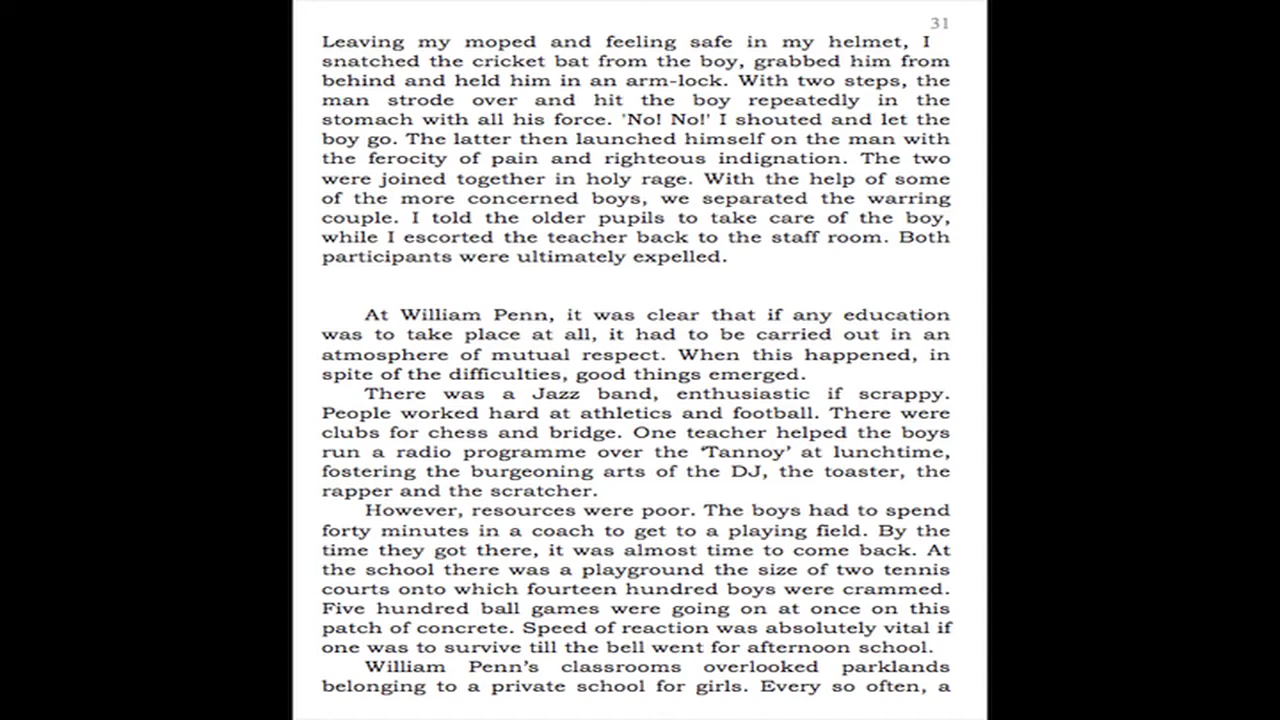 31
Leaving my moped and feeling safe in my helmet, I
snatched the cricket bat from the boy, grabbed him from
behind and held him in an arm-lock. With two steps, the
man strode over and hit the boy repeatedly in the
stomach with all his force. 'No! No!' I shouted and let the
boy go. The latter then launched himself on the man with
the ferocity of pain and righteous indignation. The two
were joined together in holy rage. With the help of some
of the more concerned boys, we separated the warring
couple. I told the older pupils to take care of the boy,
while I escorted the teacher back to the staff room. Both
participants were ultimately expelled.
At William Penn, it was clear that if any education
was to take place at all, it had to be carried out in an
atmosphere of mutual respect. When this happened, in
spite of the difficulties, good things emerged.
There was a Jazz band, enthusiastic if scrappy.
People worked hard at athletics and football. There were
clubs for chess and bridge. One teacher helped the boys
run a radio programme over the ‘Tannoy’ at lunchtime,
fostering the burgeoning arts of the DJ, the toaster, the
rapper and the scratcher.
However, resources were poor. The boys had to spend
forty minutes in a coach to get to a playing field. By the
time they got there, it was almost time to come back. At
the school there was a playground the size of two tennis
courts onto which fourteen hundred boys were crammed.
Five hundred ball games were going on at once on this
patch of concrete. Speed of reaction was absolutely vital if
one was to survive till the bell went for afternoon school.
William Penn’s classrooms overlooked parklands
belonging to a private school for girls. Every so often, a